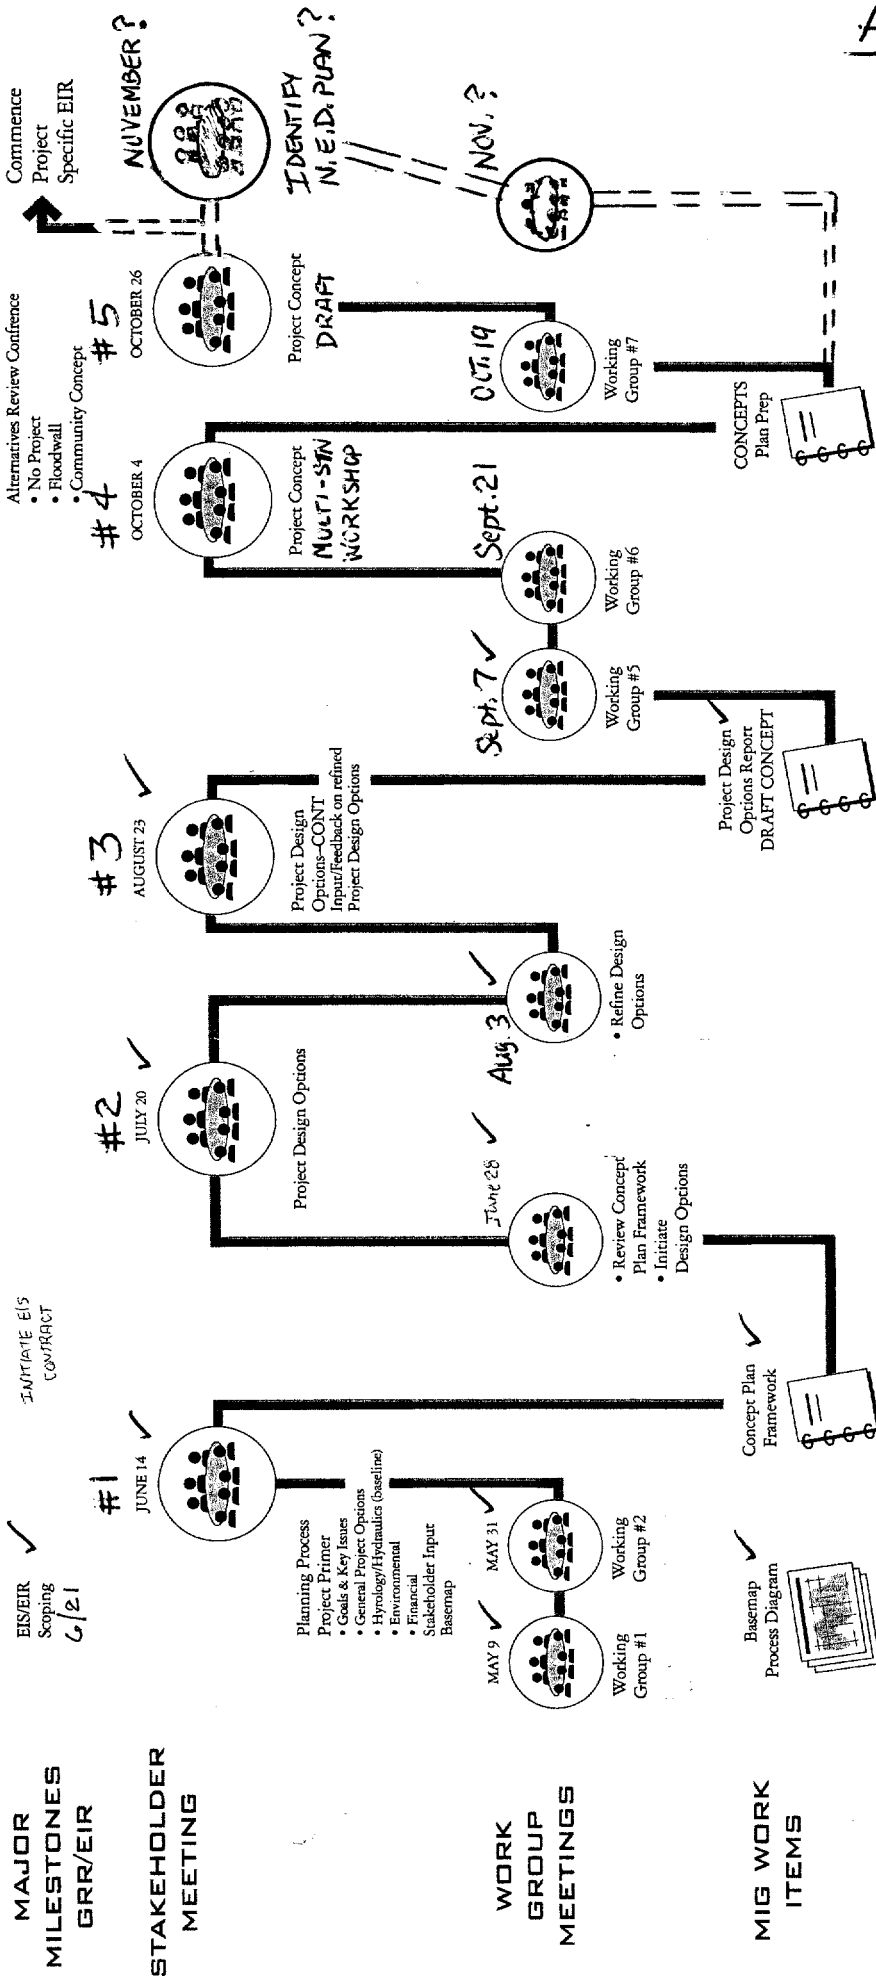 MAJOR
MILESTONES
GRR/EIR
EIS/EIR
Scoping
6/21
INITIATE EIS
CONTRACT
Alternatives Review Confrence
• No Project
• Floodwall
• Community Concept
Commence
Project
Specific EIR
STAKEHOLDER
MEETING
#1
JUNE 14
Planning Process
Project Primer
• Goals & Key Issues
• General Project Options
• Hyrology/Hydraulics (baseline)
• Environmental
• Financial
Stakeholder Input
Basemap
#2
JULY 20
Project Design Options
#3
AUGUST 23
Project Design
Options-CONT
Input/Feedback on refined
Project Design Options
#4
OCTOBER 4
Project Concept
MULTI-STN
WORKSHOP
#5
OCTOBER 26
Project Concept
DRAFT
NOVEMBER?
IDENTIFY
N.E.D. PLAN?
WORK
GROUP
MEETINGS
MAY 9
Working
Group #1
MAY 31
Working
Group #2
June 28
• Review Concept
Plan Framework
• Initiate
Design Options
Aug. 3
• Refine Design
Options
Sept. 7
Working
Group #5
Sept. 21
Working
Group #6
OCT. 19
Working
Group #7
NOV.?
MIG WORK
ITEMS
Basemap
Process Diagram
Concept Plan
Framework
Project Design
Options Report
DRAFT CONCEPT
CONCEPTS
Plan Prep